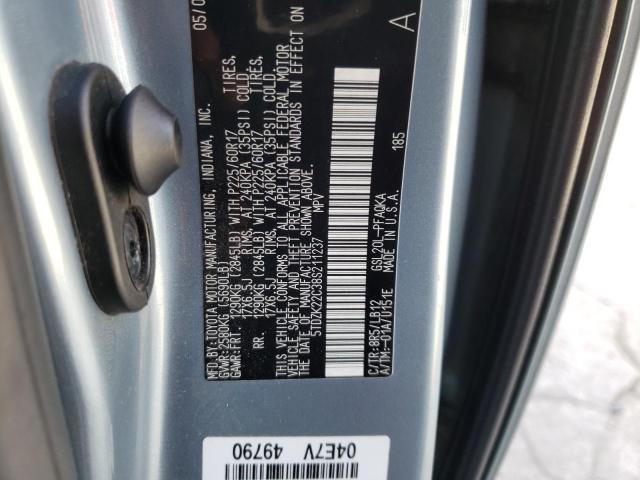 MFD.BY:TOYOTA MOTOR MANUFACTURING INDIANA, INC. 05/0
GVWR:2580KG (5690LB)
GAWR:FRT. 1290KG (2845LB) WITH P225/60R17 TIRES,
17X6.5J RIMS, AT 240KPA (35PSI) COLD
RR. 1290KG (2845LB) WITH P225/60R17 TIRES,
17X6.5J RIMS, AT 240KPA (35PSI) COLD
THIS VEHICLE CONFORMS TO ALL APPLICABLE FEDERAL MOTOR
VEHICLE SAFETY AND THEFT PREVENTION STANDARDS IN EFFECT ON
THE DATE OF MANUFACTURE SHOWN ABOVE.
5TDZK22C38S211237 MPV
A
185
C/TR:8R5/LB12 GSL20L-PFAQKA
A/TM:-01A/U151E MADE IN U.S.A.
04E7V 49790